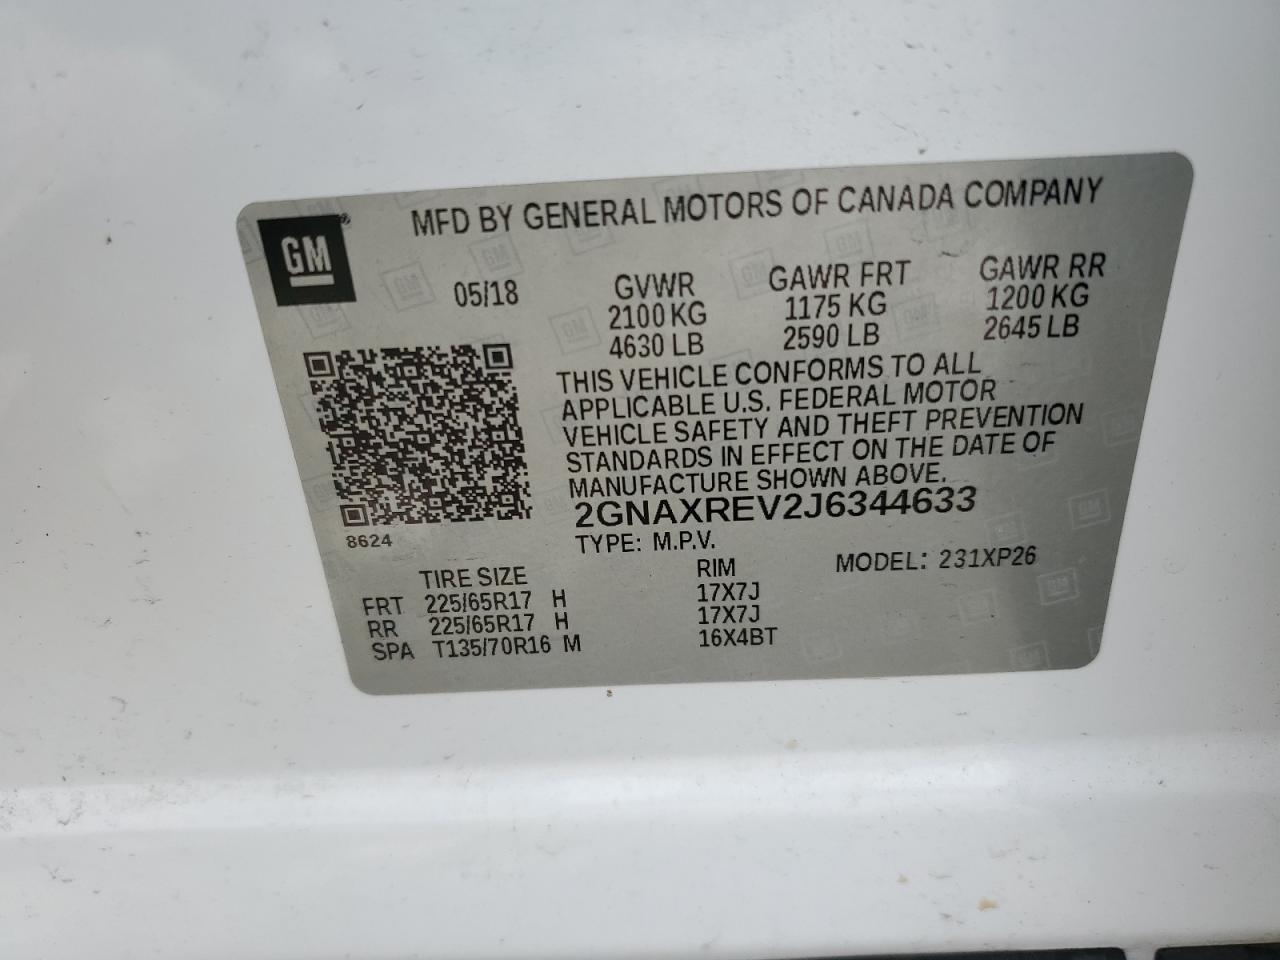 MFD BY GENERAL MOTORS OF CANADA COMPANY
GM®
05/18
GVWR
2100 KG
4630 LB
GAWR FRT
1175 KG
2590 LB
GAWR RR
1200 KG
2645 LB
THIS VEHICLE CONFORMS TO ALL
APPLICABLE U.S. FEDERAL MOTOR
VEHICLE SAFETY AND THEFT PREVENTION
STANDARDS IN EFFECT ON THE DATE OF
MANUFACTURE SHOWN ABOVE.
2GNAXREV2J6344633
8624
TYPE: M.P.V.
MODEL: 231XP26
TIRE SIZE RIM
FRT 225/65R17 H 17X7J
RR 225/65R17 H 17X7J
SPA T135/70R16 M 16X4BT